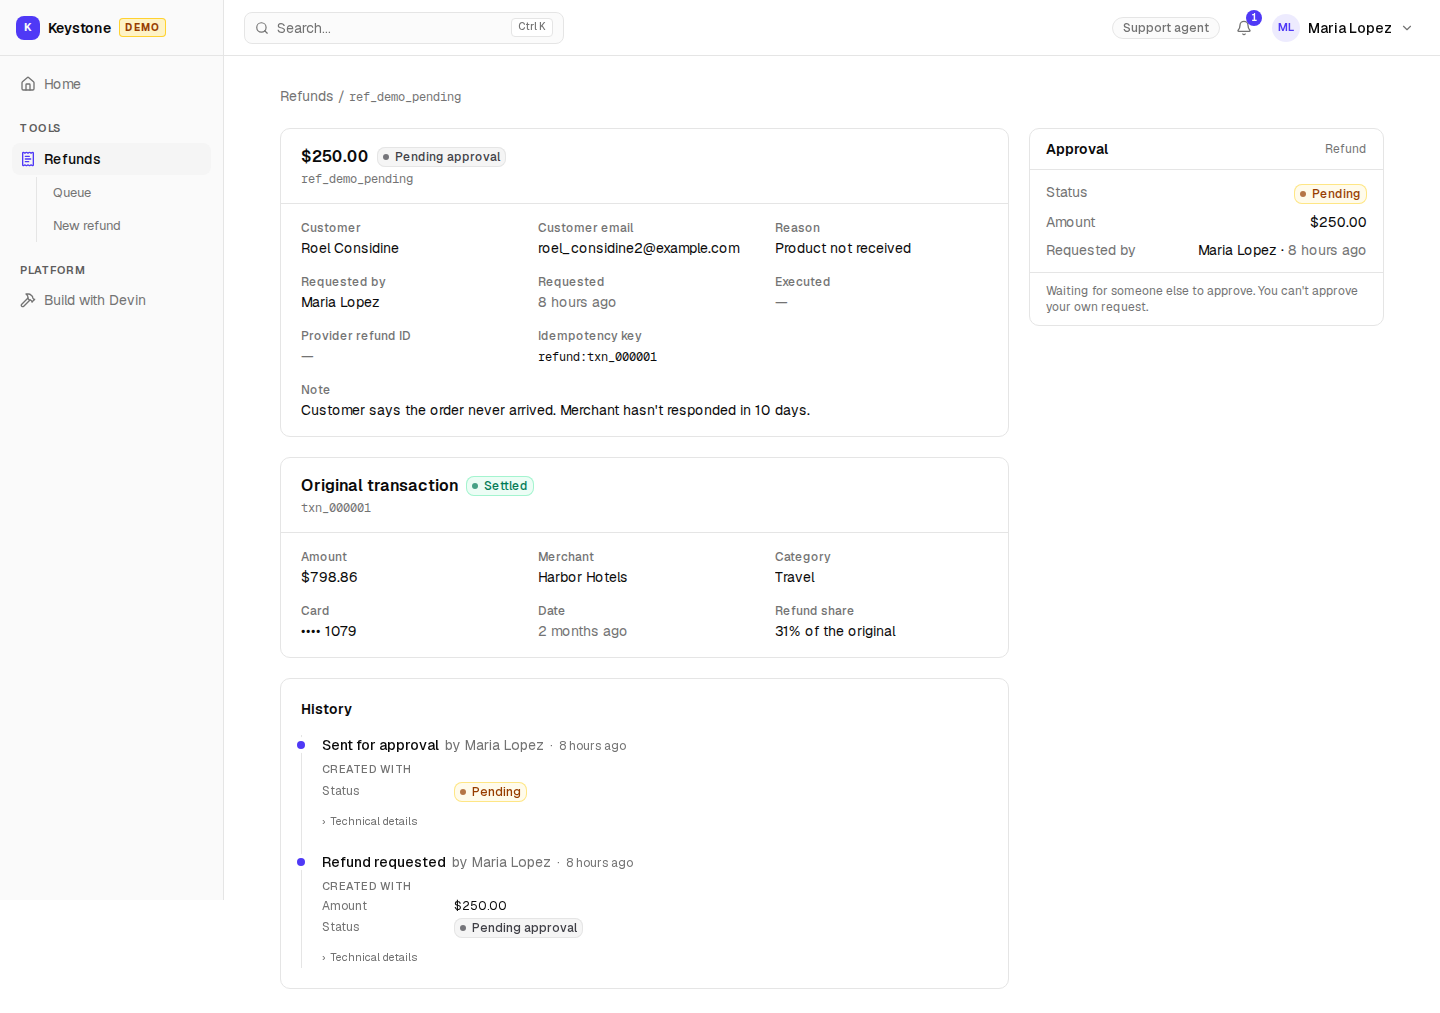 K Keystone DEMO
Search... Ctrl K
Support agent 1 ML Maria Lopez
Home
TOOLS
Refunds
Queue
New refund
PLATFORM
Build with Devin
Refunds / ref_demo_pending
$250.00 Pending approval
ref_demo_pending
Customer Customer email Reason
Roel Considine roel_considine2@example.com Product not received
Requested by Requested Executed
Maria Lopez 8 hours ago —
Provider refund ID Idempotency key
— refund:txn_000001
Note
Customer says the order never arrived. Merchant hasn't responded in 10 days.
Approval Refund
Status Pending
Amount $250.00
Requested by Maria Lopez · 8 hours ago
Waiting for someone else to approve. You can't approve
your own request.
Original transaction Settled
txn_000001
Amount Merchant Category
$798.86 Harbor Hotels Travel
Card Date Refund share
•••• 1079 2 months ago 31% of the original
History
Sent for approval by Maria Lopez · 8 hours ago
CREATED WITH
Status Pending
› Technical details
Refund requested by Maria Lopez · 8 hours ago
CREATED WITH
Amount $250.00
Status Pending approval
› Technical details